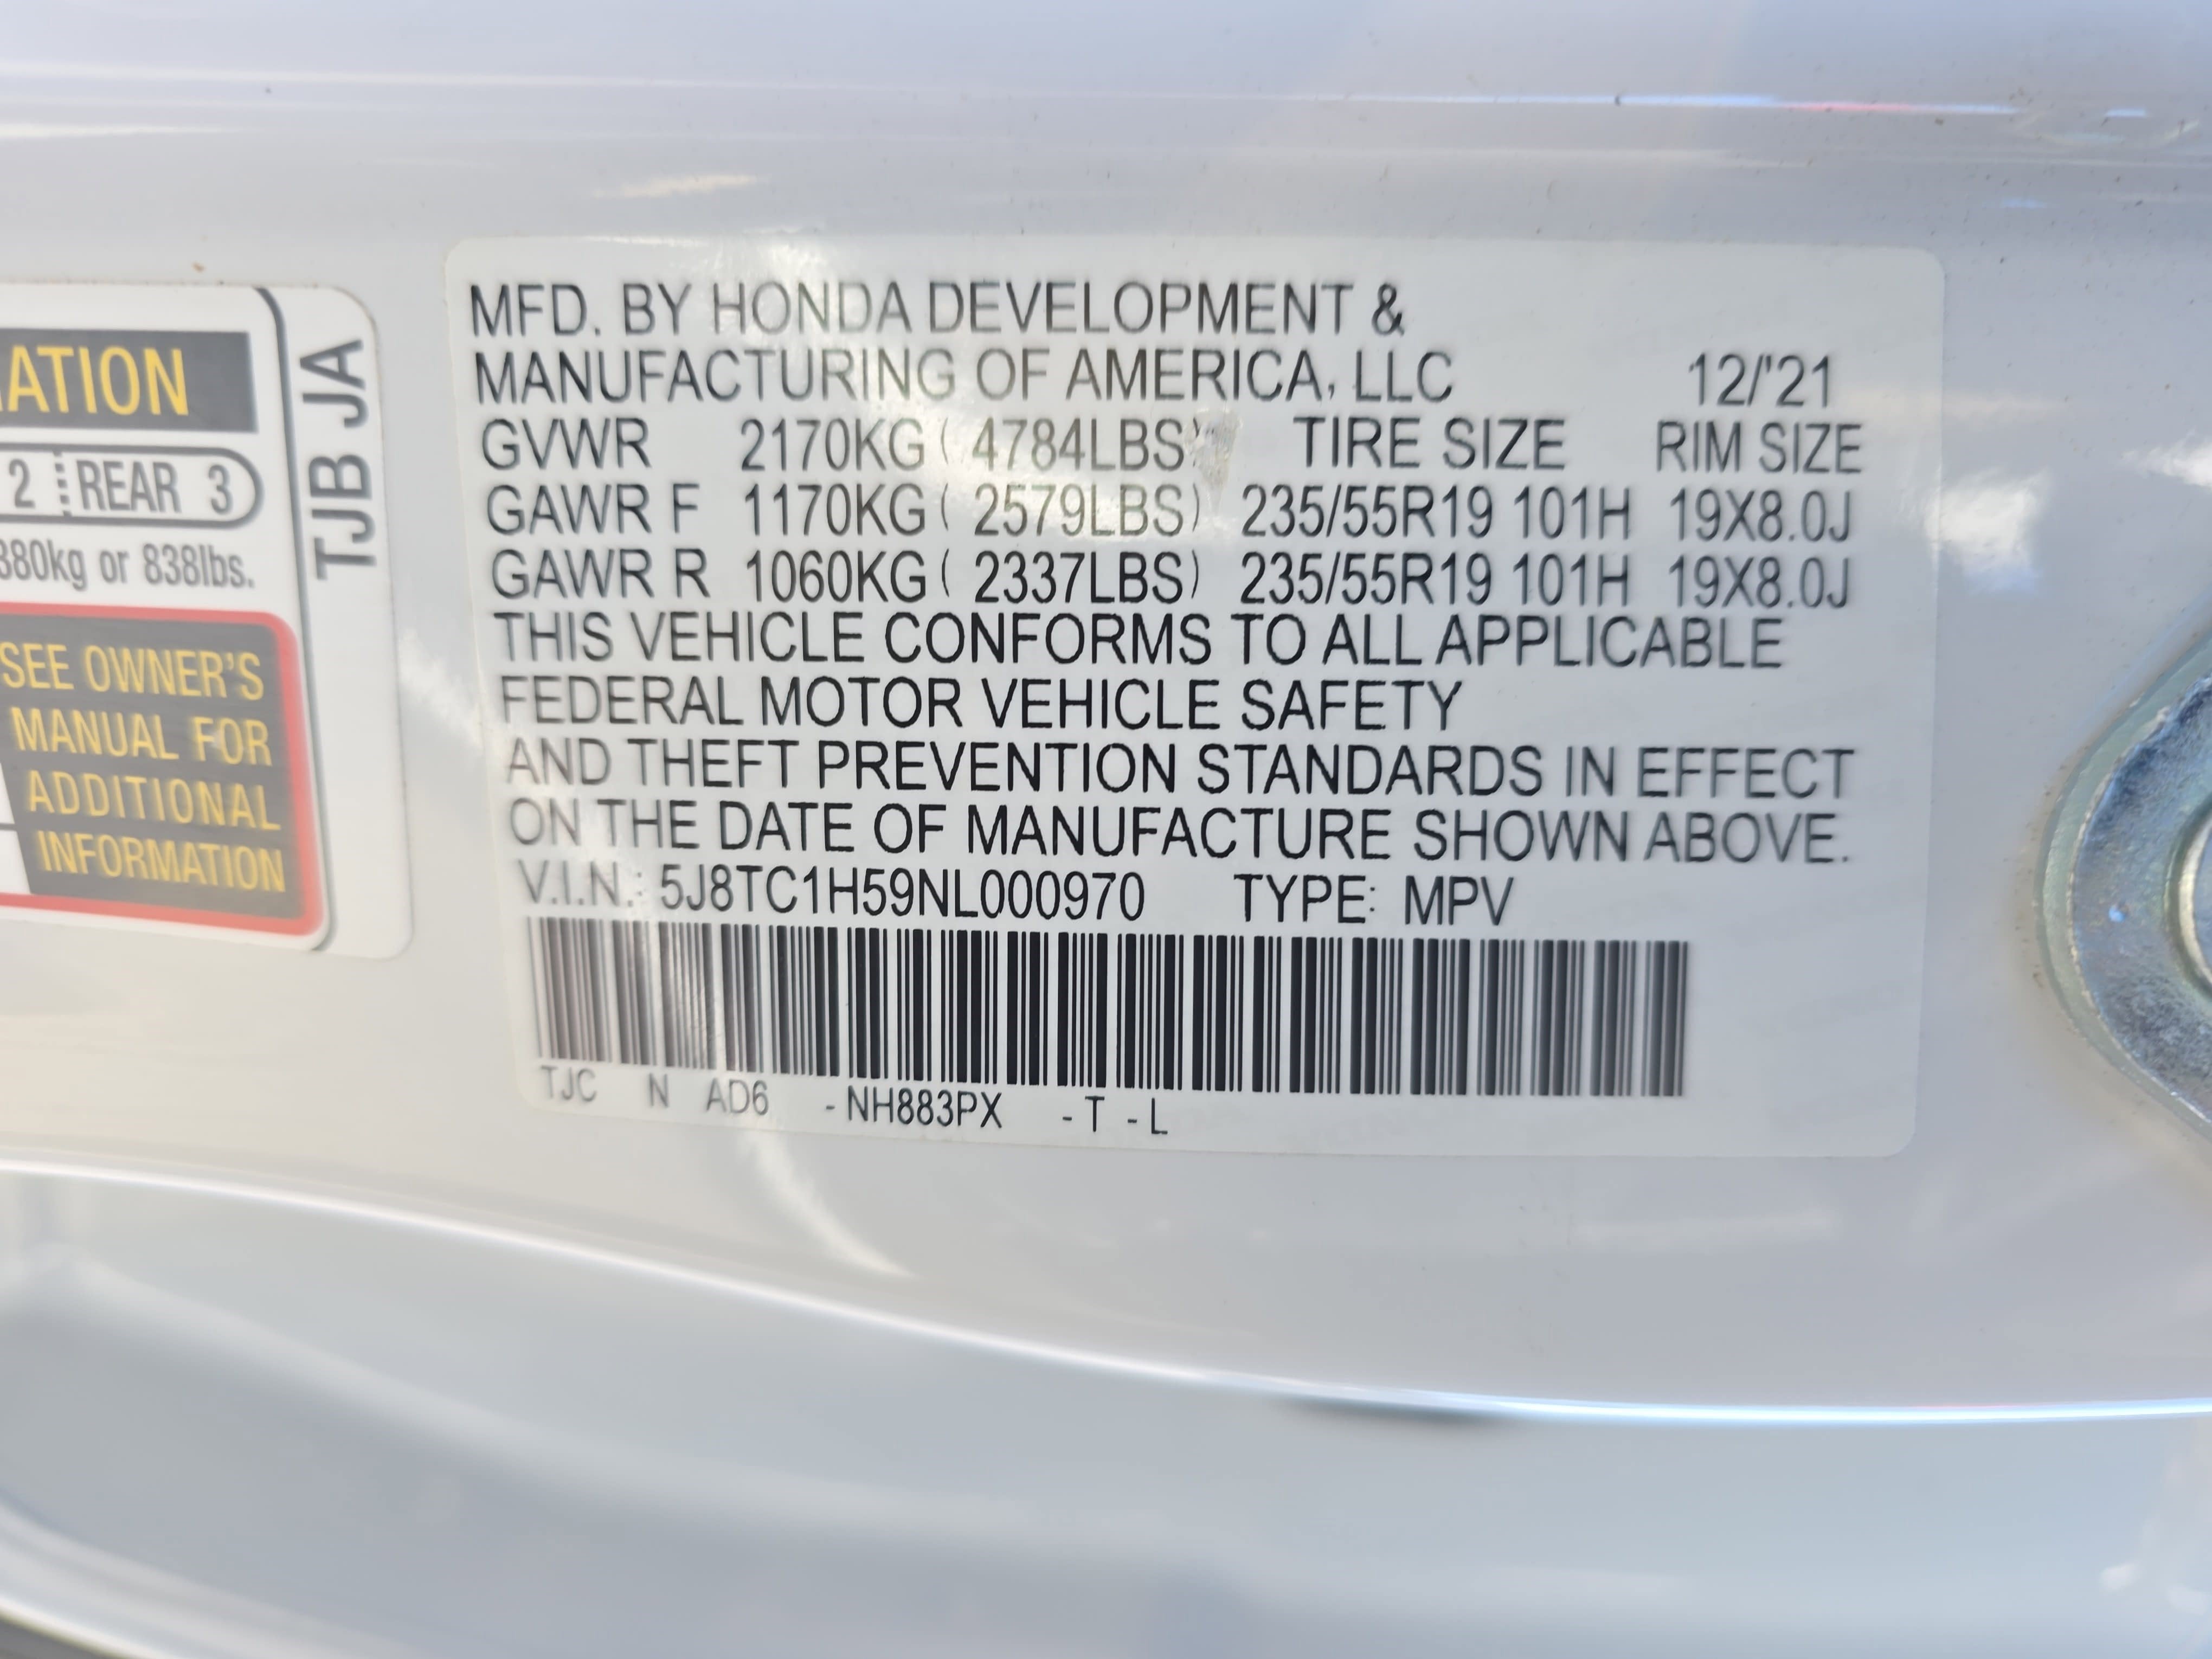 ATION
2 REAR 3
380kg or 838lbs.
SEE OWNER'S
MANUAL FOR
ADDITIONAL
INFORMATION
TJB JA
MFD. BY HONDA DEVELOPMENT &
MANUFACTURING OF AMERICA, LLC 12/'21
GVWR 2170KG ( 4784LBS) TIRE SIZE RIM SIZE
GAWR F 1170KG ( 2579LBS) 235/55R19 101H 19X8.0J
GAWR R 1060KG ( 2337LBS) 235/55R19 101H 19X8.0J
THIS VEHICLE CONFORMS TO ALL APPLICABLE
FEDERAL MOTOR VEHICLE SAFETY
AND THEFT PREVENTION STANDARDS IN EFFECT
ON THE DATE OF MANUFACTURE SHOWN ABOVE.
V.I.N.: 5J8TC1H59NL000970 TYPE: MPV
TJC N AD6 -NH883PX -T -L